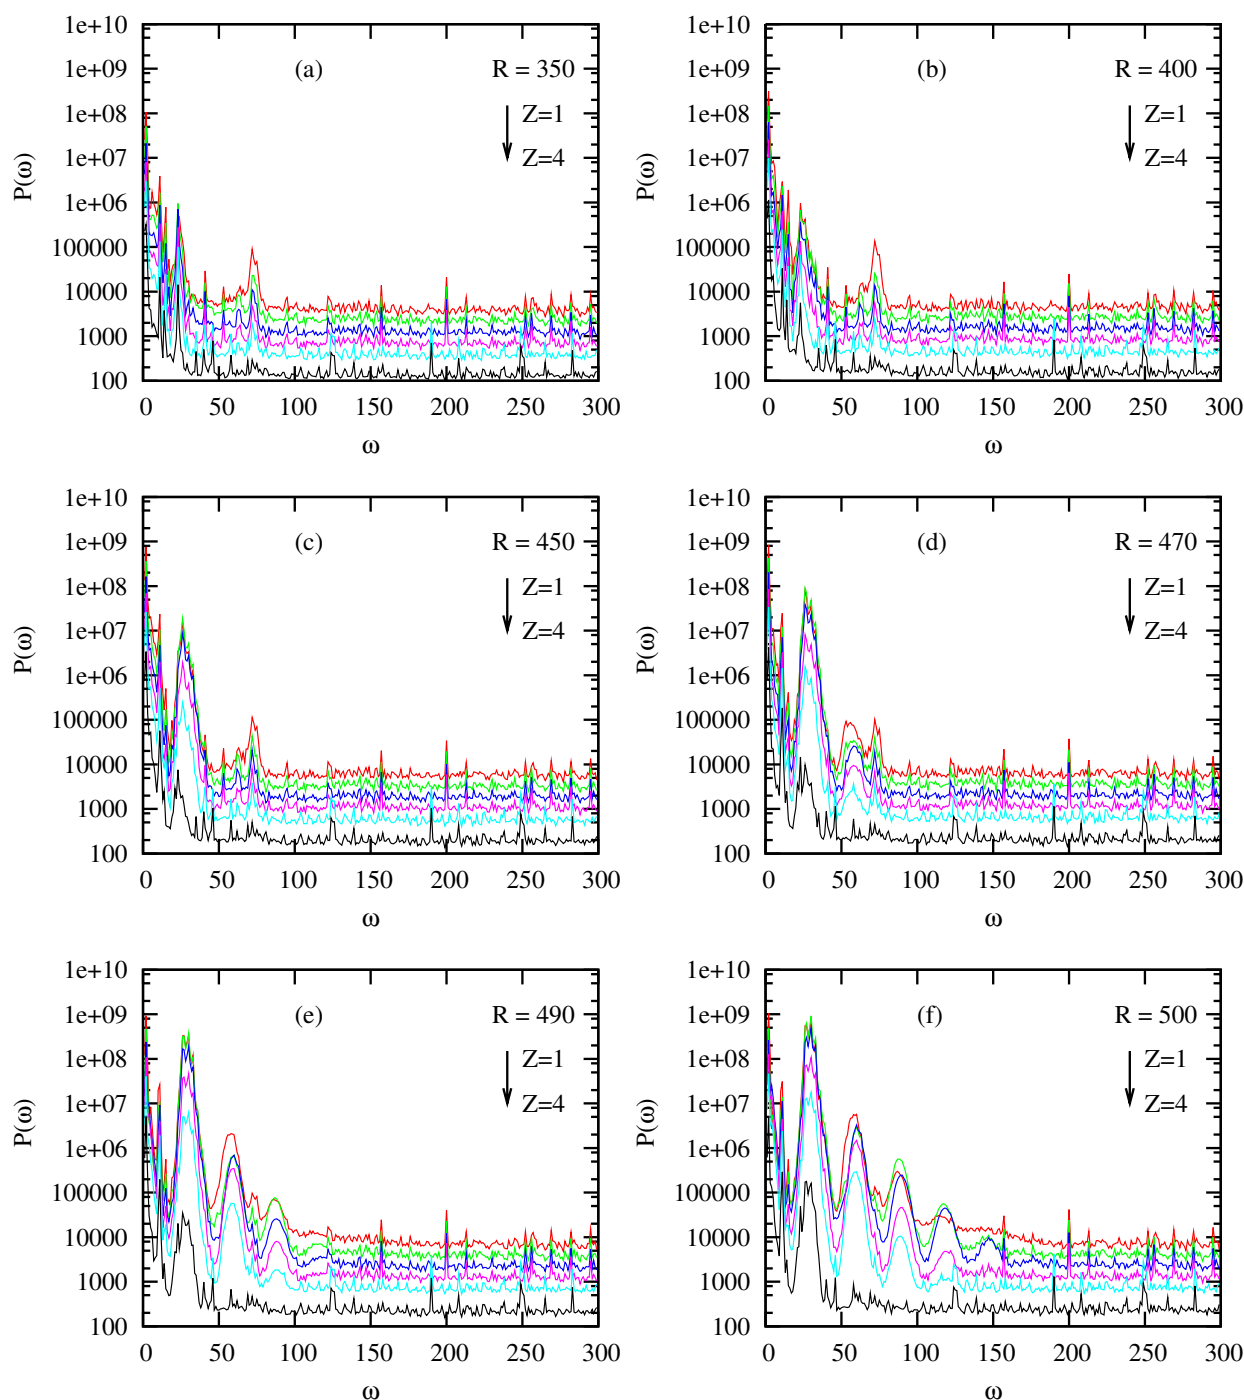 1e+10
1e+09
1e+08
1e+07
1e+06
100000
10000
1000
100
P(ω)
(a)
R = 350
Z=1
Z=4
0 50 100 150 200 250 300
ω
1e+10
1e+09
1e+08
1e+07
1e+06
100000
10000
1000
100
P(ω)
(b)
R = 400
Z=1
Z=4
0 50 100 150 200 250 300
ω
1e+10
1e+09
1e+08
1e+07
1e+06
100000
10000
1000
100
P(ω)
(c)
R = 450
Z=1
Z=4
0 50 100 150 200 250 300
ω
1e+10
1e+09
1e+08
1e+07
1e+06
100000
10000
1000
100
P(ω)
(d)
R = 470
Z=1
Z=4
0 50 100 150 200 250 300
ω
1e+10
1e+09
1e+08
1e+07
1e+06
100000
10000
1000
100
P(ω)
(e)
R = 490
Z=1
Z=4
0 50 100 150 200 250 300
ω
1e+10
1e+09
1e+08
1e+07
1e+06
100000
10000
1000
100
P(ω)
(f)
R = 500
Z=1
Z=4
0 50 100 150 200 250 300
ω